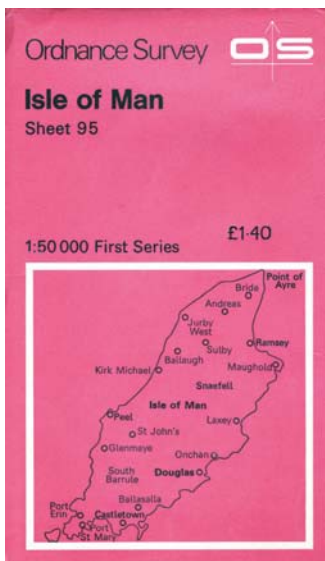 Ordnance Survey OS
Isle of Man
Sheet 95
£1·40
1:50 000 First Series
Point of
Ayre
Bride
Andreas
Jurby
West
Sulby
Ramsey
Ballaugh
Maughold
Kirk Michael
Snaefell
Isle of Man
Peel
Laxey
St John's
Glenmaye
Onchan
South
Barrule
Douglas
Ballasalla
Port
Erin
Castletown
Port
St Mary